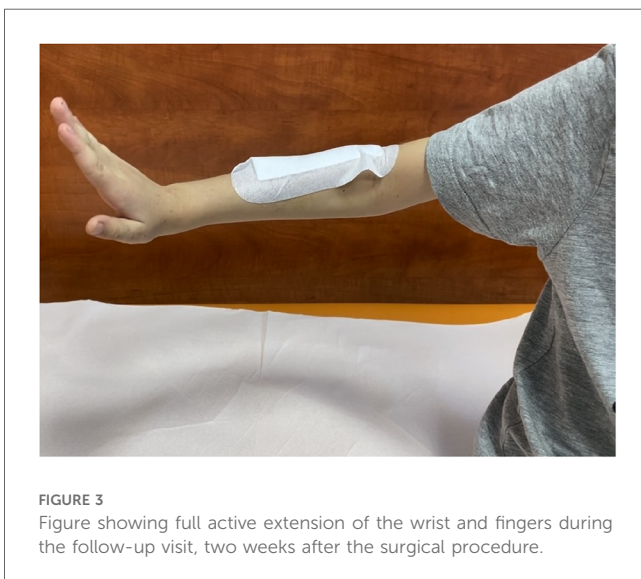 FIGURE 3
Figure showing full active extension of the wrist and fingers during
the follow-up visit, two weeks after the surgical procedure.